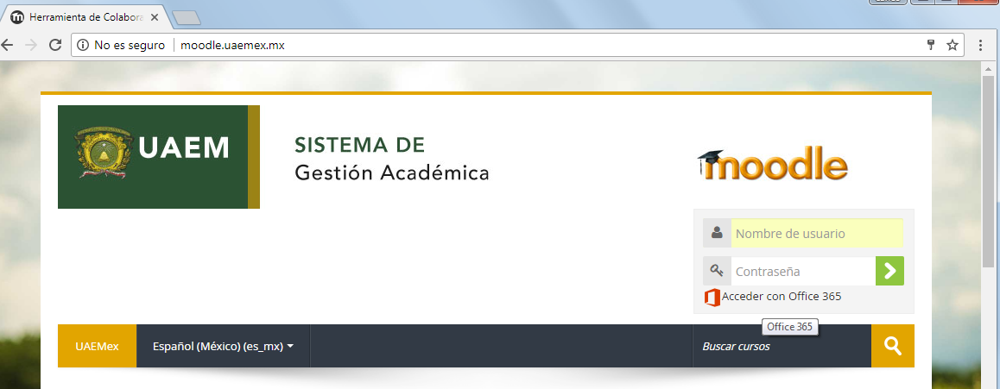 Herramienta de Colabora
No es seguro
moodle.uaemex.mx
UAEM
SISTEMA DE
Gestión Académica
moodle
Nombre de usuario
Contraseña
Acceder con Office 365
Office 365
UAEMex
Español (México) (es_mx)
Buscar cursos